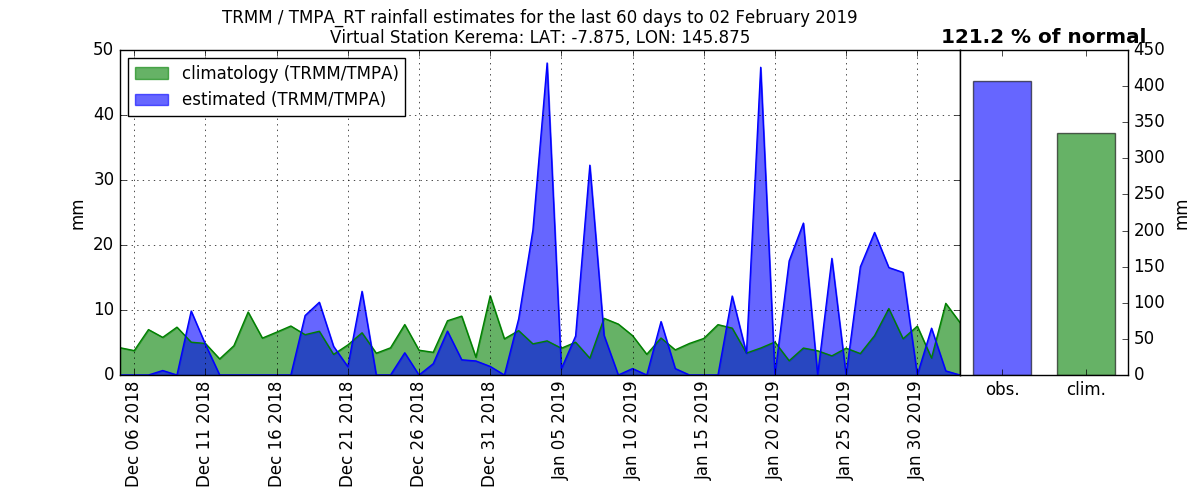 TRMM / TMPA_RT rainfall estimates for the last 60 days to 02 February 2019
Virtual Station Kerema: LAT: -7.875, LON: 145.875
121.2 % of normal
climatology (TRMM/TMPA)
estimated (TRMM/TMPA)
50
40
30
20
10
0
mm
Dec 06 2018
Dec 11 2018
Dec 16 2018
Dec 21 2018
Dec 26 2018
Dec 31 2018
Jan 05 2019
Jan 10 2019
Jan 15 2019
Jan 20 2019
Jan 25 2019
Jan 30 2019
obs.
clim.
450
400
350
300
250
200
150
100
50
0
mm